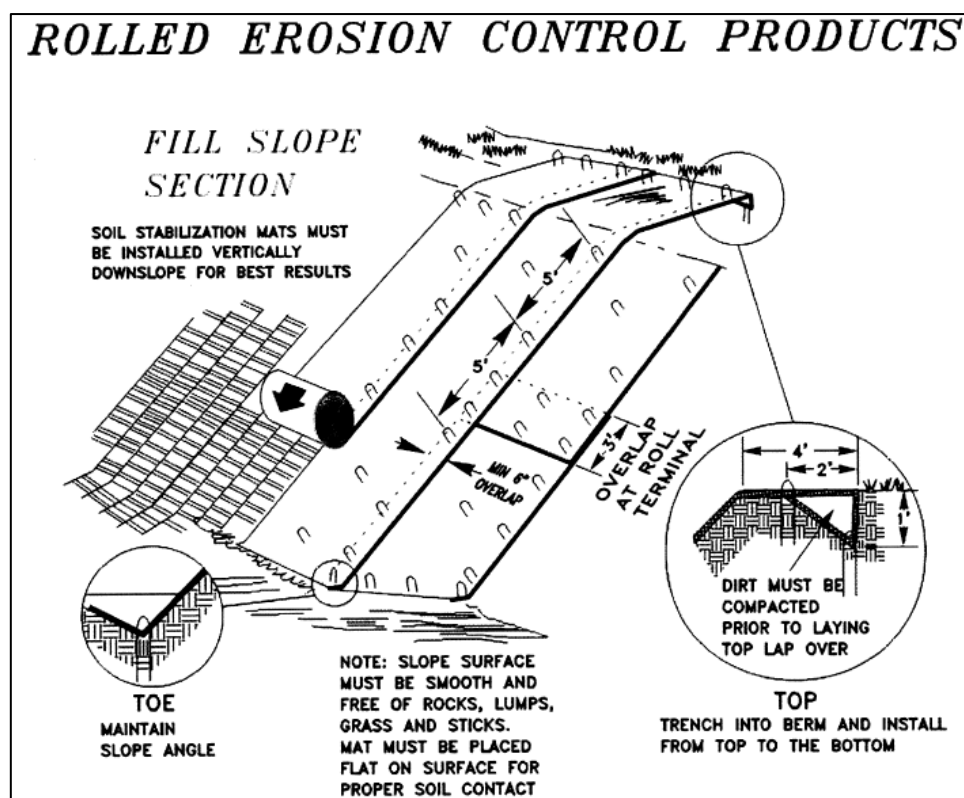 ROLLED EROSION CONTROL PRODUCTS
FILL SLOPE
SECTION
SOIL STABILIZATION MATS MUST
BE INSTALLED VERTICALLY
DOWNSLOPE FOR BEST RESULTS
5'
5'
MIN 6"
OVERLAP
3'
OVERLAP
AT ROLL
TERMINAL
4'
2'
1'
DIRT MUST BE
COMPACTED
PRIOR TO LAYING
TOP LAP OVER
TOE
MAINTAIN
SLOPE ANGLE
NOTE: SLOPE SURFACE
MUST BE SMOOTH AND
FREE OF ROCKS, LUMPS,
GRASS AND STICKS.
MAT MUST BE PLACED
FLAT ON SURFACE FOR
PROPER SOIL CONTACT
TOP
TRENCH INTO BERM AND INSTALL
FROM TOP TO THE BOTTOM